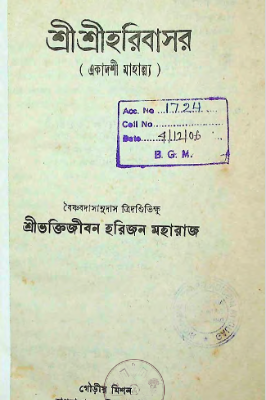 শ্রীশ্রীহরিবাসর
( একাদশী মাহাত্ম্য )
Acc. No ...1724
Call No
Date....4/12/06
B. G. M.
বৈষ্ণবদাসানুদাস ত্রিদণ্ডিভিক্ষু
শ্রীভক্তিজীবন হরিজন মহারাজ
গৌড়ীয় মিশন